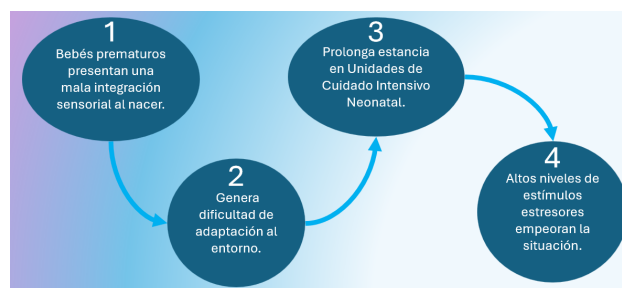 1
Bebés prematuros
presentan una
mala integración
sensorial al nacer.
2
Genera
dificultad de
adaptación al
entorno.
3
Prolonga estancia
en Unidades de
Cuidado Intensivo
Neonatal.
4
Altos niveles de
estímulos
estresores
empeoran la
situación.